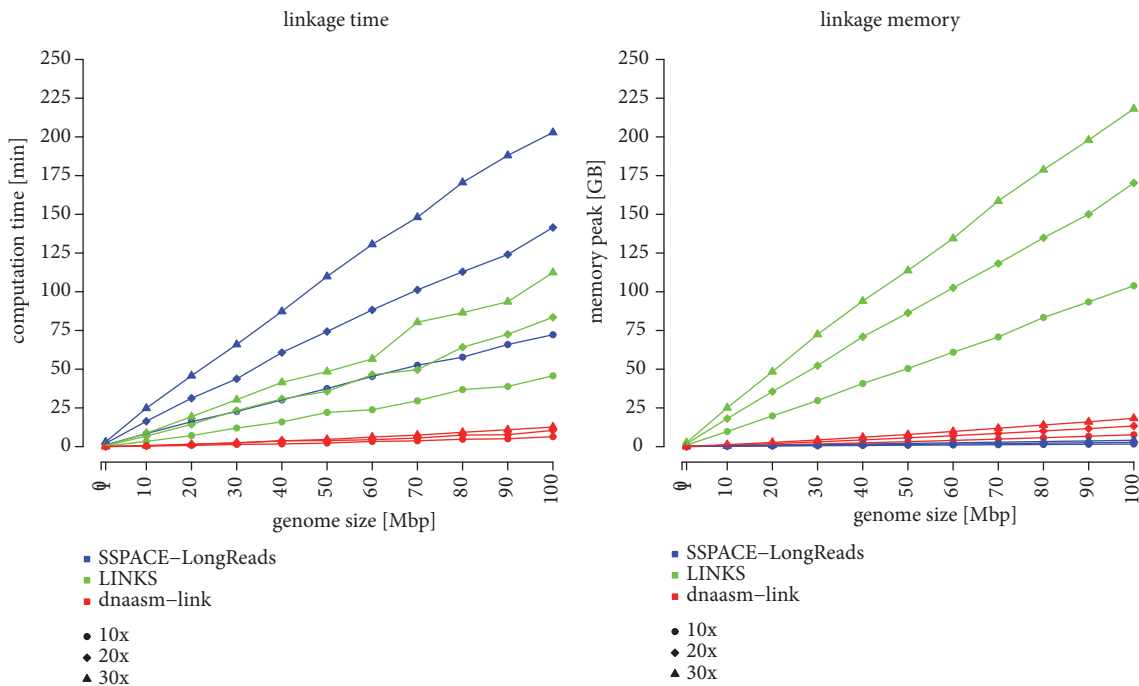 linkage time
250
225
200
175
150
125
100
75
50
25
0
computation time [min]
0
1
10
20
30
40
50
60
70
80
90
100
genome size [Mbp]
SSPACE−LongReads
LINKS
dnaasm−link
10x
20x
30x
linkage memory
250
225
200
175
150
125
100
75
50
25
0
memory peak [GB]
0
1
10
20
30
40
50
60
70
80
90
100
genome size [Mbp]
SSPACE−LongReads
LINKS
dnaasm−link
10x
20x
30x